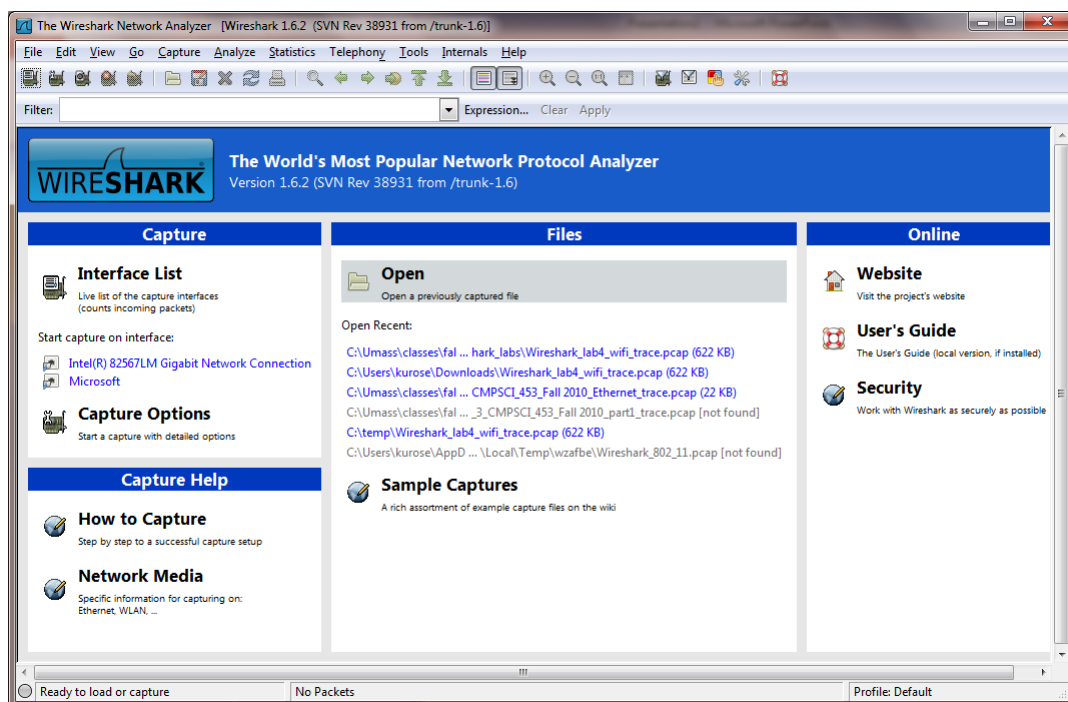 The Wireshark Network Analyzer [Wireshark 1.6.2 (SVN Rev 38931 from /trunk-1.6)]
File Edit View Go Capture Analyze Statistics Telephony Tools Internals Help
Filter: Expression... Clear Apply
WIRESHARK
The World's Most Popular Network Protocol Analyzer
Version 1.6.2 (SVN Rev 38931 from /trunk-1.6)
Capture
Interface List
Live list of the capture interfaces
(counts incoming packets)
Start capture on interface:
Intel(R) 82567LM Gigabit Network Connection
Microsoft
Capture Options
Start a capture with detailed options
Capture Help
How to Capture
Step by step to a successful capture setup
Network Media
Specific information for capturing on:
Ethernet, WLAN, ...
Files
Open
Open a previously captured file
Open Recent:
C:\Umass\classes\fal ... hark_labs\Wireshark_lab4_wifi_trace.pcap (622 KB)
C:\Users\kurose\Downloads\Wireshark_lab4_wifi_trace.pcap (622 KB)
C:\Umass\classes\fal ... CMPSCI_453_Fall 2010_Ethernet_trace.pcap (22 KB)
C:\Umass\classes\fal ... _3_CMPSCI_453_Fall 2010_part1_trace.pcap [not found]
C:\temp\Wireshark_lab4_wifi_trace.pcap (622 KB)
C:\Users\kurose\AppD ... \Local\Temp\wzafbe\Wireshark_802_11.pcap [not found]
Sample Captures
A rich assortment of example capture files on the wiki
Online
Website
Visit the project's website
User's Guide
The User's Guide (local version, if installed)
Security
Work with Wireshark as securely as possible
Ready to load or capture
No Packets
Profile: Default